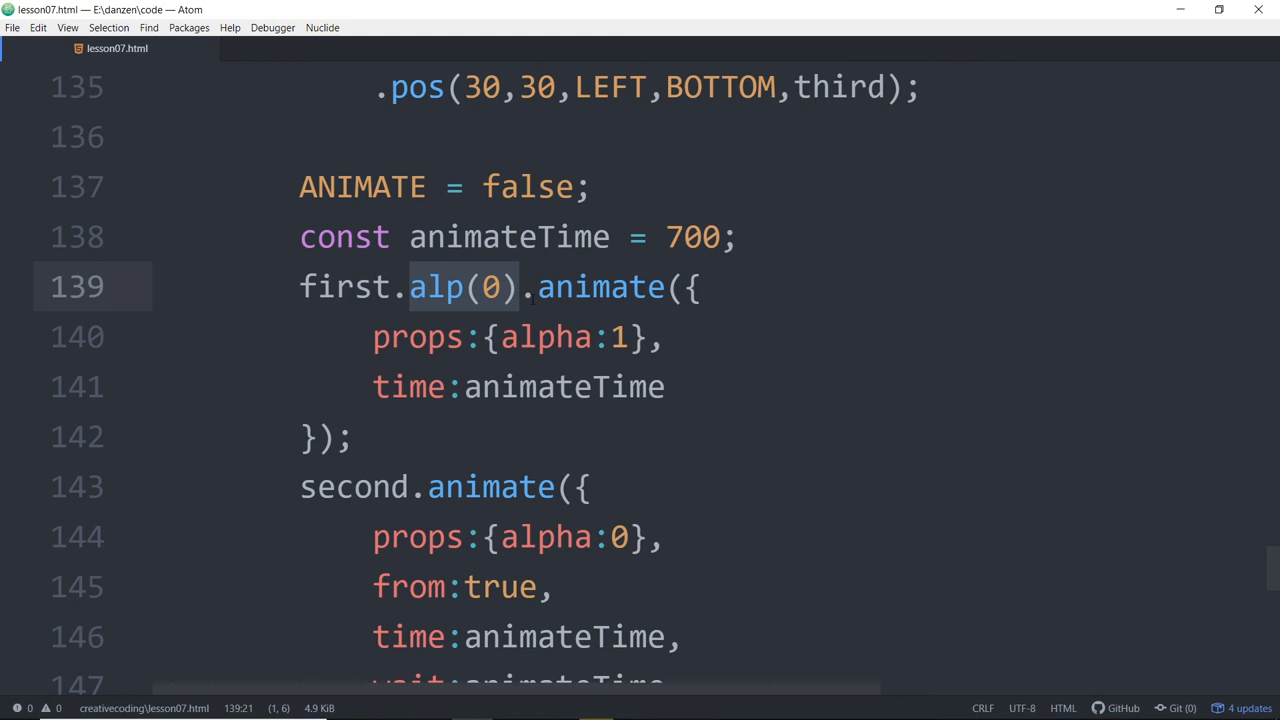 lesson07.html — E:\danzen\code — Atom
File Edit View Selection Find Packages Help Debugger Nuclide
lesson07.html
135 .pos(30,30,LEFT,BOTTOM,third);
136
137 ANIMATE = false;
138 const animateTime = 700;
139 first.alp(0).animate({
140 props:{alpha:1},
141 time:animateTime
142 });
143 second.animate({
144 props:{alpha:0},
145 from:true,
146 time:animateTime,
147 wait:animateTime
0 0 creativecoding\lesson07.html 139:21 (1, 6) 4.9 KiB CRLF UTF-8 HTML GitHub Git (0) 4 updates